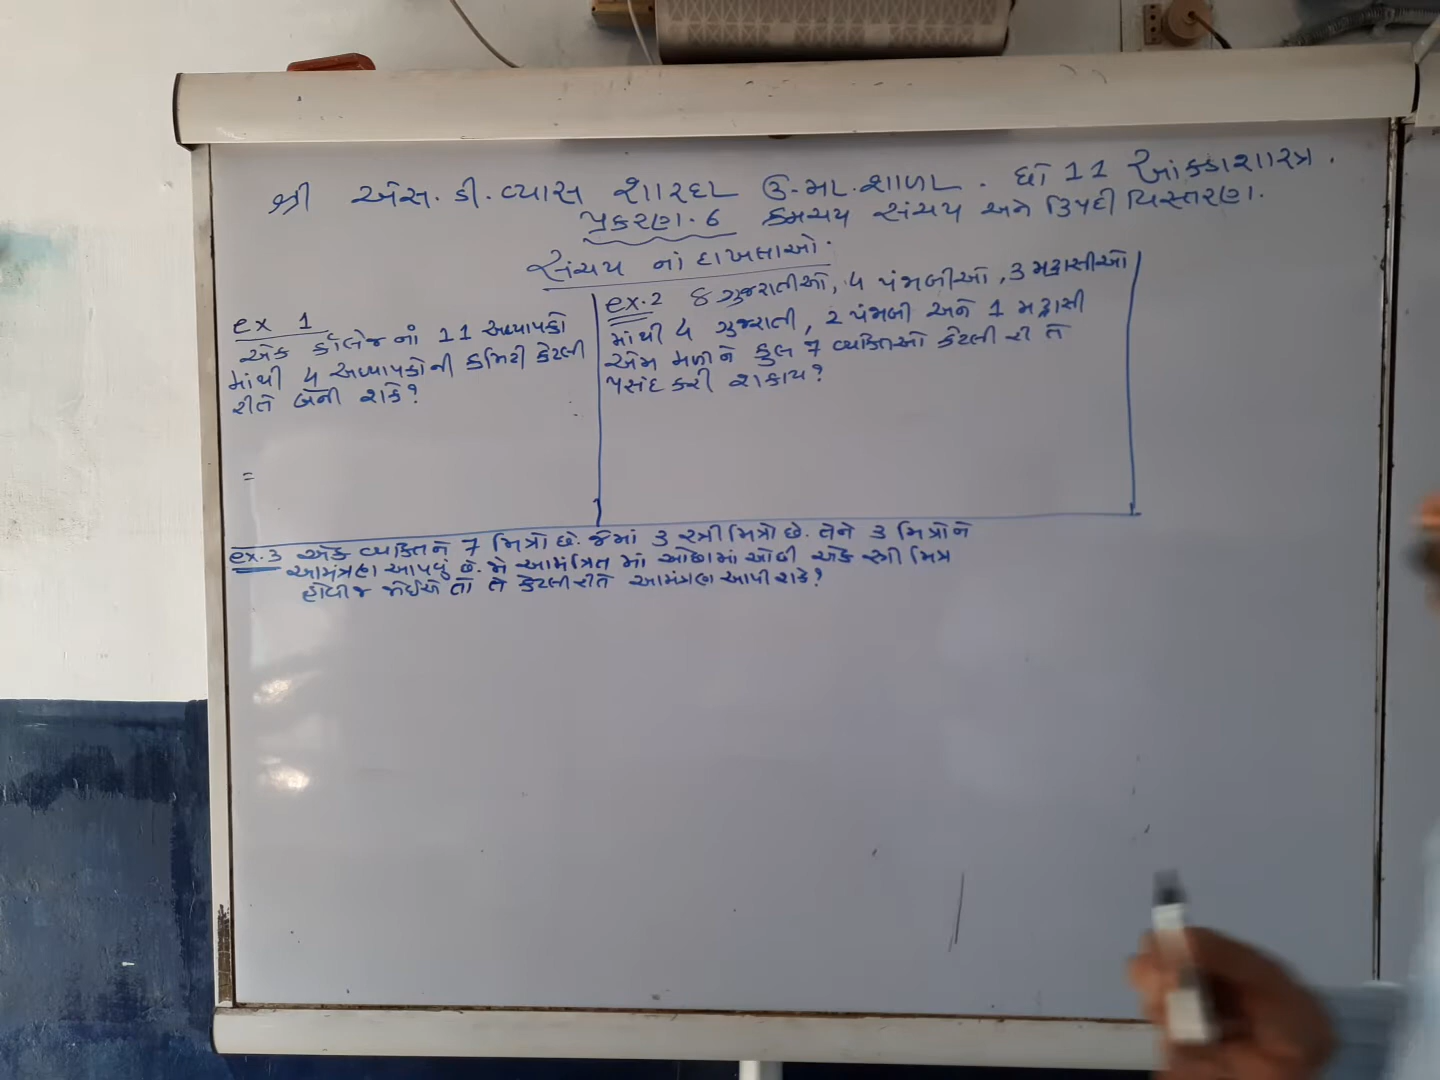 શ્રી એસ. ડી. વ્યાસ શારદા ઉ.મા.શાળા. ધો 11 આંકડાશાસ્ત્ર.
પ્રકરણ. 6 ક્રમચય સંચય અને દ્વિપદી વિસ્તરણ.
સંચય નાં દાખલાઓ.
ex 1
એક કોલેજ નાં 11 અધ્યાપકો
માંથી 4 અધ્યાપકોની કમિટી કેટલી
રીતે બની શકે?
=
ex.2 8 ગુજરાતીઓ, 4 પંજાબીઓ, 3 મદ્રાસીઓ
માંથી 4 ગુજરાતી, 2 પંજાબી અને 1 મદ્રાસી
એમ મળીને કુલ 7 વ્યક્તિઓ કેટલી રીતે
પસંદ કરી શકાય?
ex.3 એક વ્યક્તિને 7 મિત્રો છે. જેમાં 3 સ્ત્રી મિત્રો છે. તેને 3 મિત્રોને
આમંત્રણ આપવું છે. જો આમંત્રિત માં ઓછામાં ઓછી એક સ્ત્રી મિત્ર
હોવી જ જોઈએ તો તે કેટલી રીતે આમંત્રણ આપી શકે?